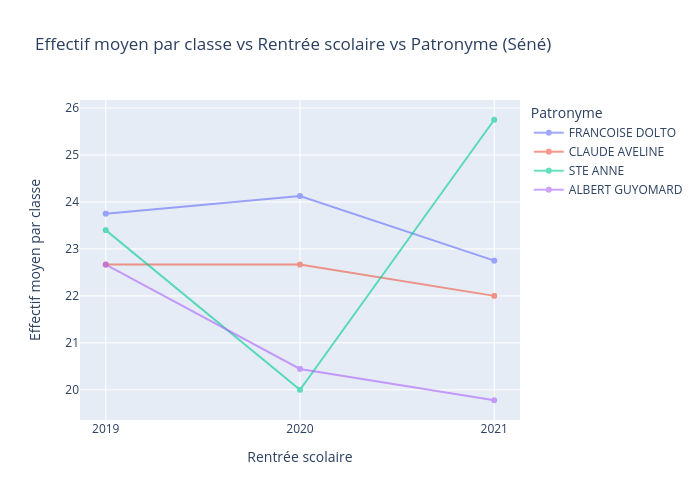 Effectif moyen par classe vs Rentrée scolaire vs Patronyme (Séné)
Patronyme
FRANCOISE DOLTO
CLAUDE AVELINE
STE ANNE
ALBERT GUYOMARD
Effectif moyen par classe
26
25
24
23
22
21
20
2019
2020
2021
Rentrée scolaire